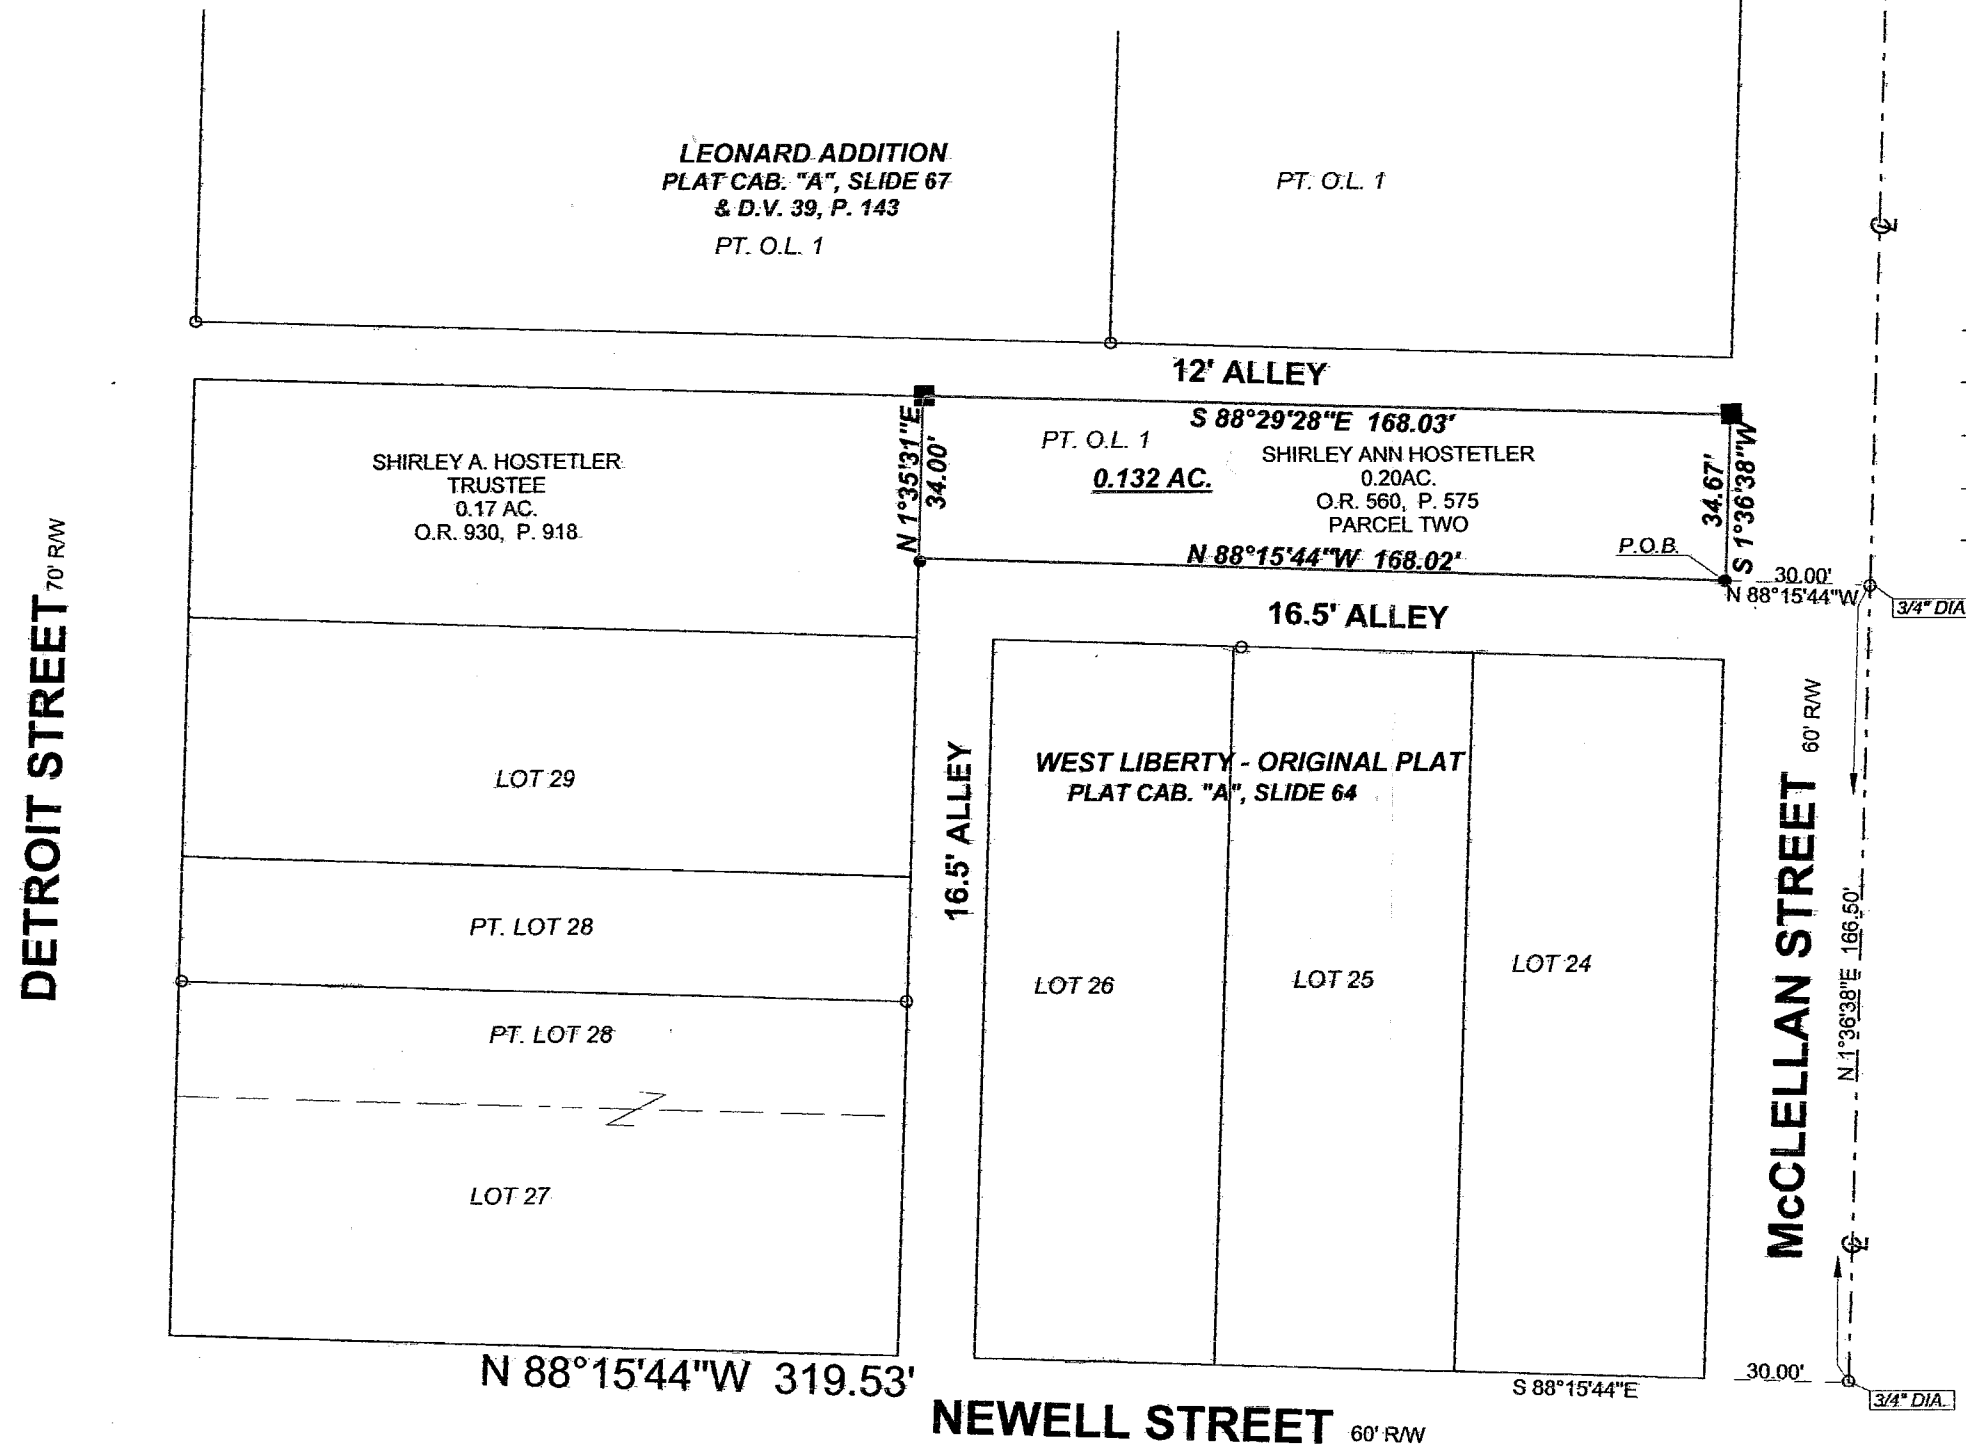 LEONARD ADDITION
PLAT CAB. "A", SLIDE 67
& D.V. 39, P. 143
PT. O.L. 1
PT. O.L. 1
12' ALLEY
S 88°29'28"E 168.03'
PT. O.L. 1
0.132 AC.
SHIRLEY ANN HOSTETLER
0.20AC.
O.R. 560, P. 575
PARCEL TWO
N 88°15'44"W 168.02'
N 1°35'31"E
34.00'
34.67'
S 1°36'38"W
P.O.B.
30.00'
N 88°15'44"W
3/4" DIA
SHIRLEY A. HOSTETLER
TRUSTEE
0.17 AC.
O.R. 930, P. 918
16.5' ALLEY
DETROIT STREET 70' R/W
LOT 29
16.5' ALLEY
WEST LIBERTY - ORIGINAL PLAT
PLAT CAB. "A", SLIDE 64
McCLELLAN STREET 60' R/W
N 1°36'38"E 166.50'
PT. LOT 28
LOT 26
LOT 25
LOT 24
PT. LOT 28
LOT 27
N 88°15'44"W 319.53'
S 88°15'44"E
30.00'
3/4" DIA.
NEWELL STREET 60' R/W